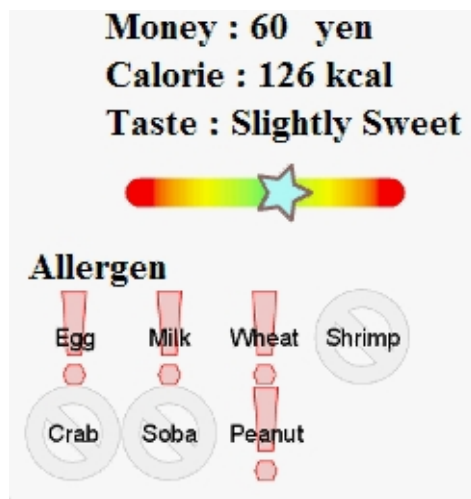 Money : 60 yen
Calorie : 126 kcal
Taste : Slightly Sweet
Allergen
Egg Milk Wheat Shrimp
Crab Soba Peanut